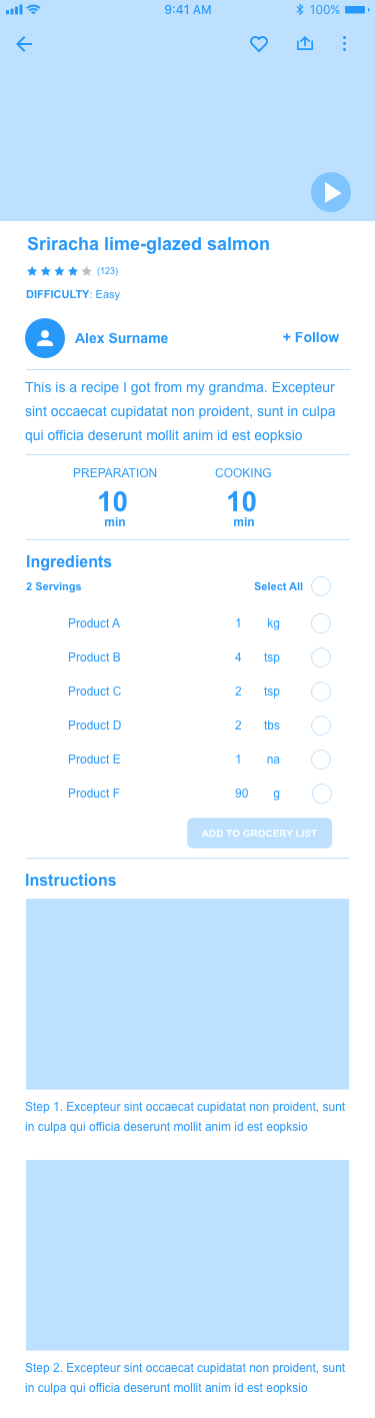 9:41 AM 100%
Sriracha lime-glazed salmon
(123)
DIFFICULTY: Easy
Alex Surname + Follow
This is a recipe I got from my grandma. Excepteur
sint occaecat cupidatat non proident, sunt in culpa
qui officia deserunt mollit anim id est eopksio
PREPARATION COOKING
10 10
min min
Ingredients
2 Servings Select All
Product A 1 kg
Product B 4 tsp
Product C 2 tsp
Product D 2 tbs
Product E 1 na
Product F 90 g
ADD TO GROCERY LIST
Instructions
Step 1. Excepteur sint occaecat cupidatat non proident, sunt
in culpa qui officia deserunt mollit anim id est eopksio
Step 2. Excepteur sint occaecat cupidatat non proident, sunt
in culpa qui officia deserunt mollit anim id est eopksio